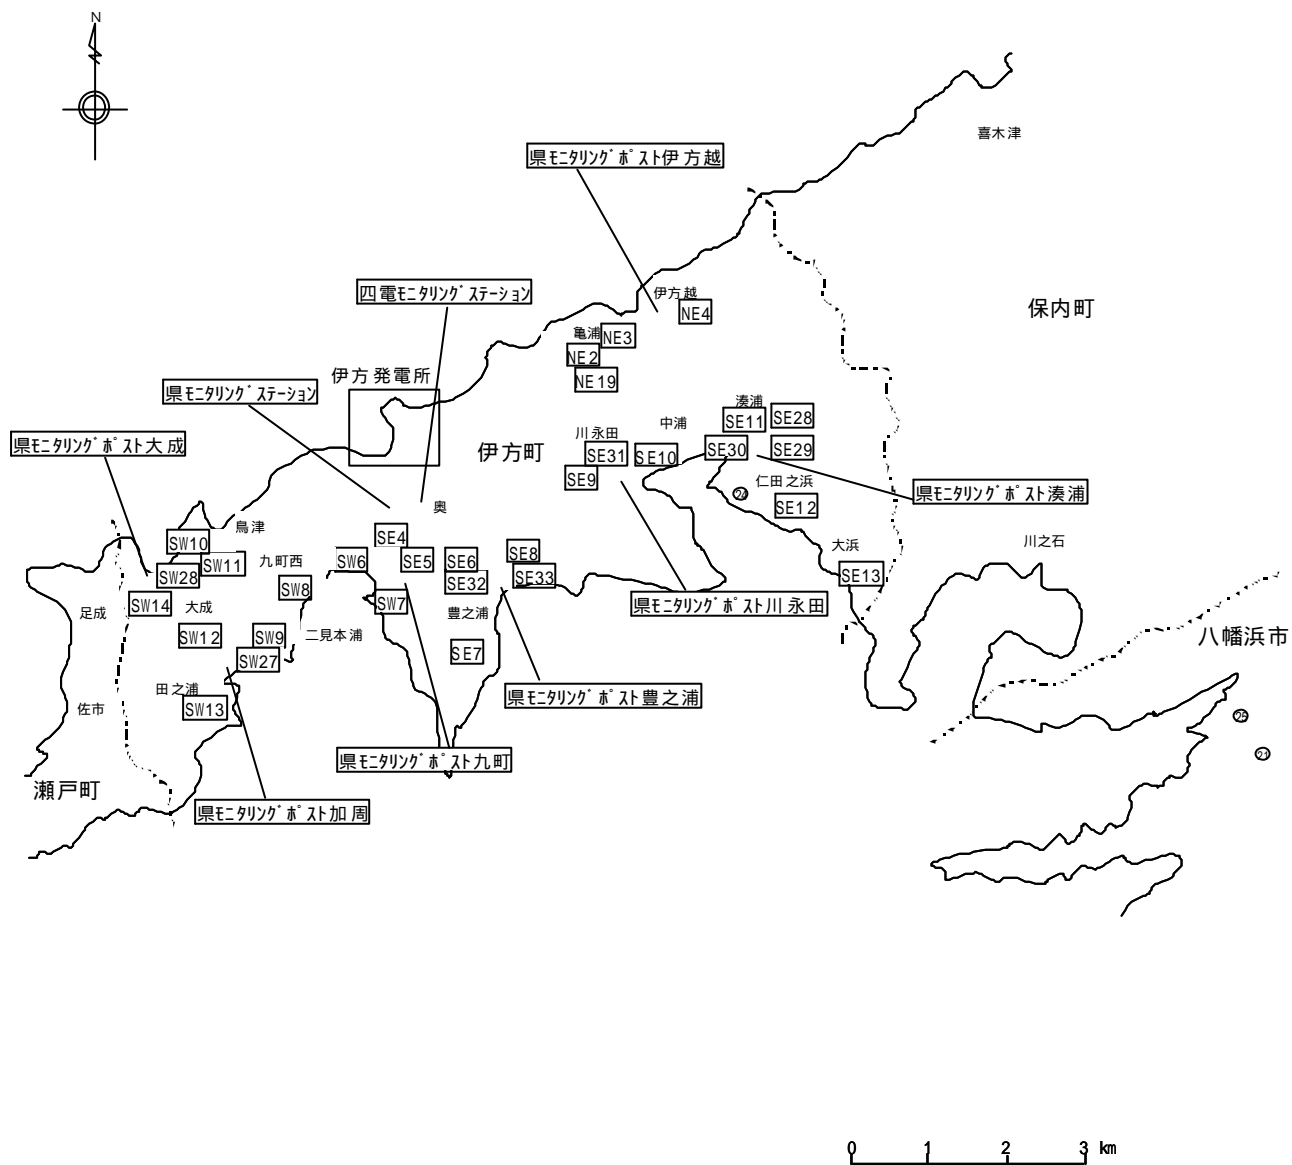 N
喜木津
県モニタリングポスト伊方越
四電モニタリングステーション
伊方越
NE4
保内町
亀浦
NE3
NE2
NE19
伊方発電所
県モニタリングステーション
県モニタリングポスト大成
伊方町
湊浦
SE11
SE28
中浦
川永田
SE31
SE10
SE30
SE29
SE9
仁田之浜
24
SE12
県モニタリングポスト湊浦
奥
鳥津
SW10
SE4
大浜
川之石
SW11
九町西
SW6
SE5
SE6
SE8
SW28
SW8
SE32
SE33
SE13
足成
SW14
大成
SW7
豊之浦
県モニタリングポスト川永田
SW12
SW9
二見本浦
八幡浜市
SW27
SE7
田之浦
佐市
SW13
県モニタリングポスト豊之浦
25
21
県モニタリングポスト九町
瀬戸町
県モニタリングポスト加周
0 1 2 3 km